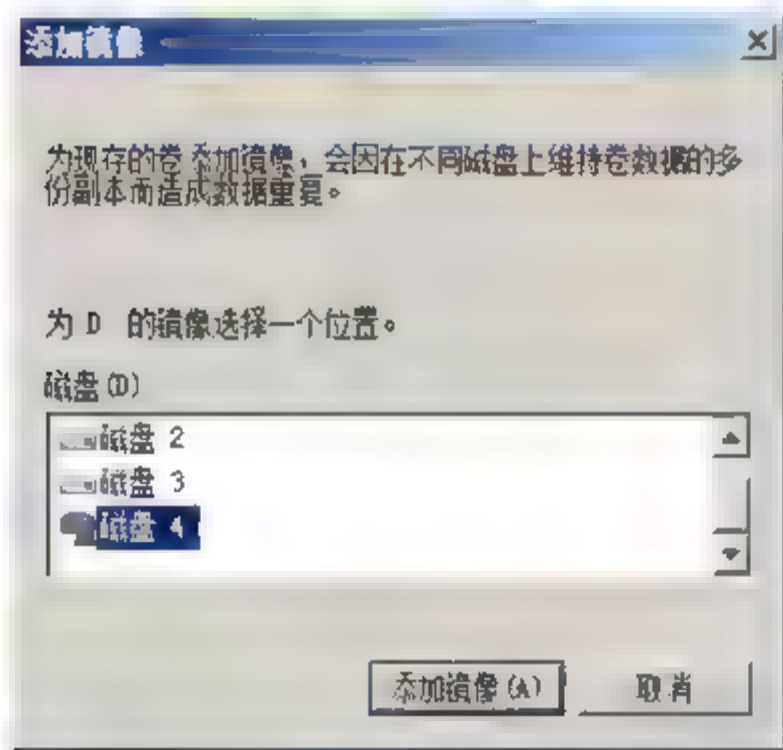 添加镜像
为现存的卷添加镜像，会因在不同磁盘上维持卷数据的多
份副本而造成数据重复。
为 D 的镜像选择一个位置。
磁盘(D)
磁盘 2
磁盘 3
磁盘 4
添加镜像(A)
取消